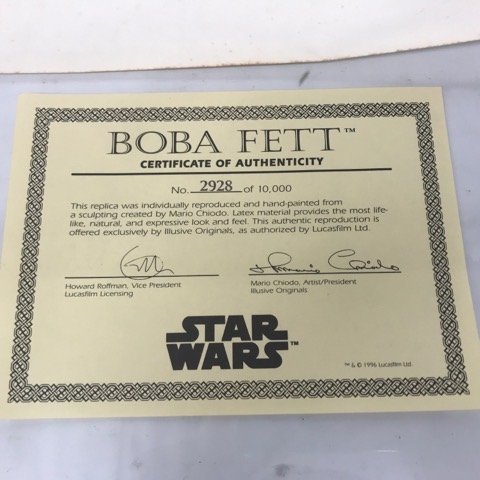 BOBA FETT™
CERTIFICATE OF AUTHENTICITY
No. 2928 of 10,000
This replica was individually reproduced and hand-painted from
a sculpting created by Mario Chiodo. Latex material provides the most life-
like, natural, and expressive look and feel. This authentic reproduction is
offered exclusively by Illusive Originals, as authorized by Lucasfilm Ltd.
Howard Roffman, Vice President
Lucasfilm Licensing
Mario Chiodo
Mario Chiodo, Artist/President
Illusive Originals
STAR
WARS™
™ & © 1996 Lucasfilm Ltd.